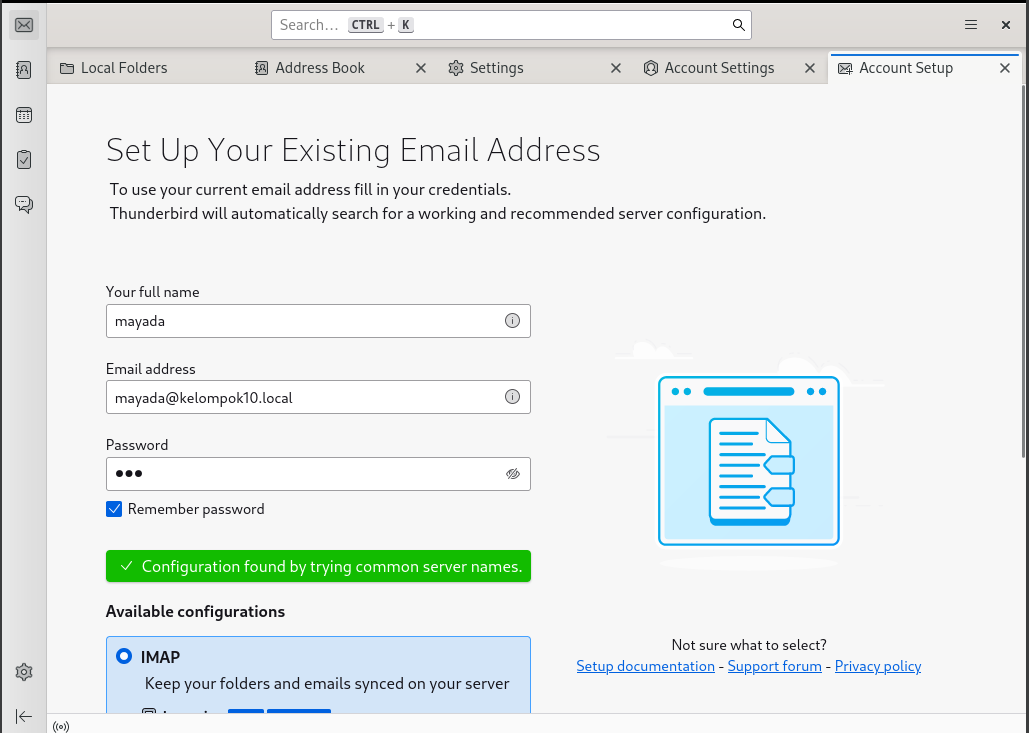 Search… CTRL + K
Local Folders
Address Book
Settings
Account Settings
Account Setup
Set Up Your Existing Email Address
To use your current email address fill in your credentials.
Thunderbird will automatically search for a working and recommended server configuration.
Your full name
mayada
Email address
mayada@kelompok10.local
Password
Remember password
Configuration found by trying common server names.
Available configurations
IMAP
Keep your folders and emails synced on your server
Not sure what to select?
Setup documentation - Support forum - Privacy policy